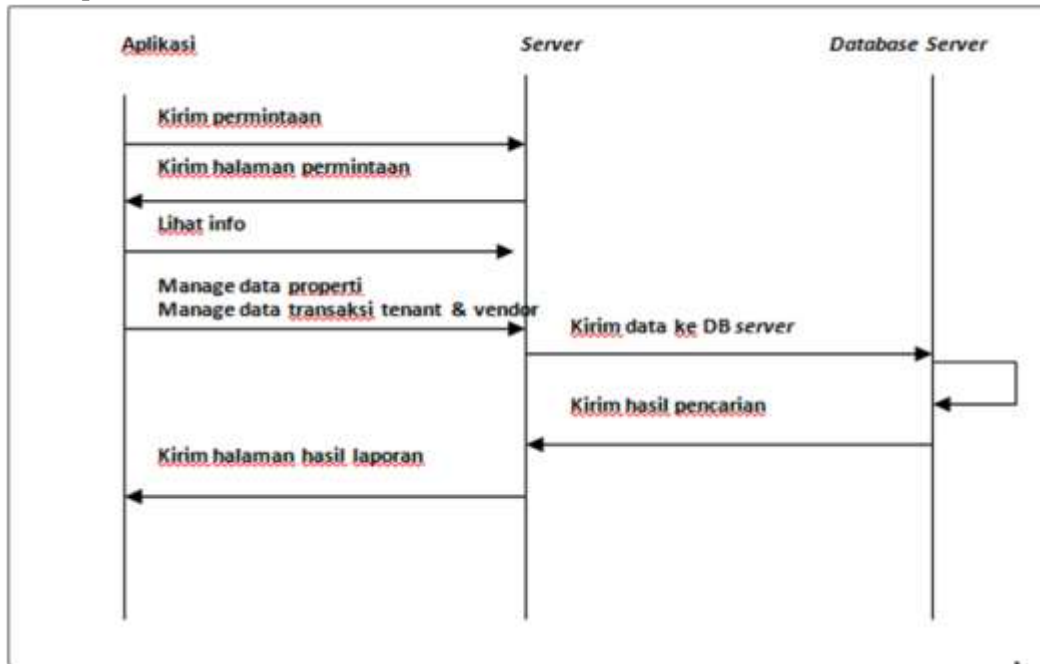 Aplikasi
Server
Database Server
Kirim permintaan
Kirim halaman permintaan
Lihat info
Manage data properti
Manage data transaksi tenant & vendor
Kirim data ke DB server
Kirim hasil pencarian
Kirim halaman hasil laporan